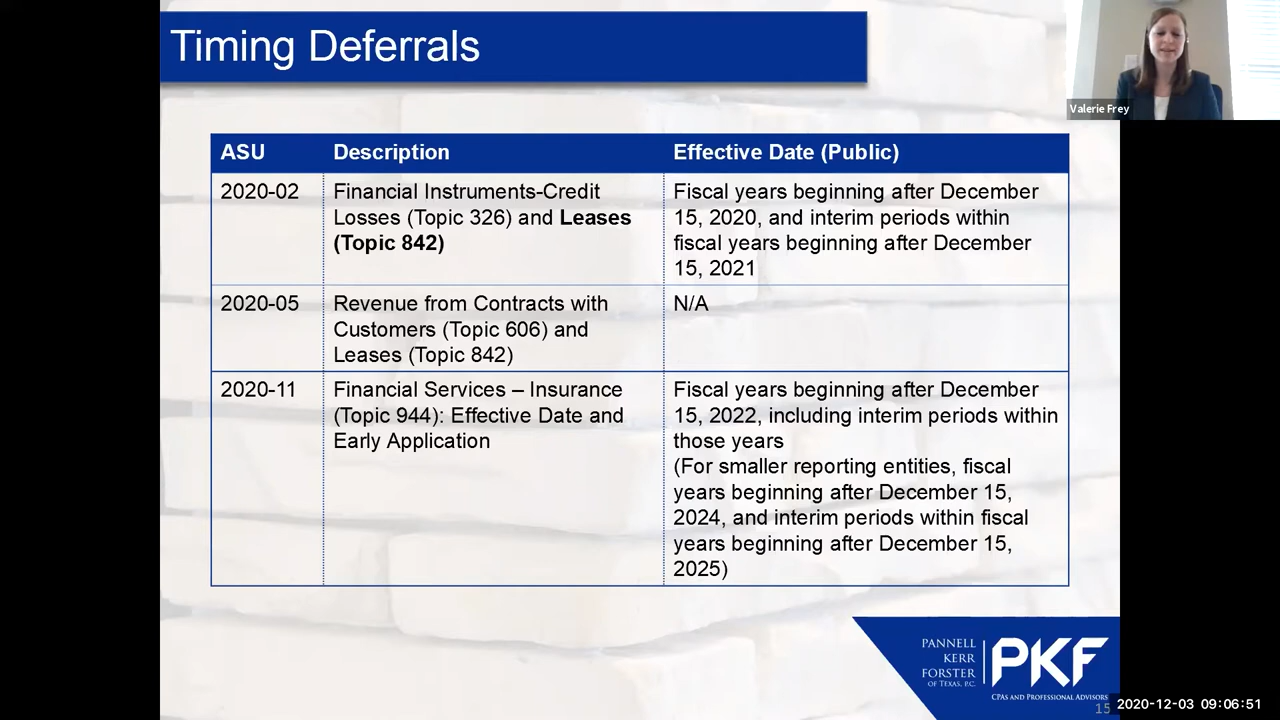 Timing Deferrals
Valerie Frey
ASU Description Effective Date (Public)
2020-02 Financial Instruments-Credit Fiscal years beginning after December
Losses (Topic 326) and Leases 15, 2020, and interim periods within
(Topic 842) fiscal years beginning after December
15, 2021
2020-05 Revenue from Contracts with N/A
Customers (Topic 606) and
Leases (Topic 842)
2020-11 Financial Services – Insurance Fiscal years beginning after December
(Topic 944): Effective Date and 15, 2022, including interim periods within
Early Application those years
(For smaller reporting entities, fiscal
years beginning after December 15,
2024, and interim periods within fiscal
years beginning after December 15,
2025)
PANNELL
KERR
FORSTER
OF TEXAS, P.C.
PKF
CPAS AND PROFESSIONAL ADVISORS
15
2020-12-03 09:06:51